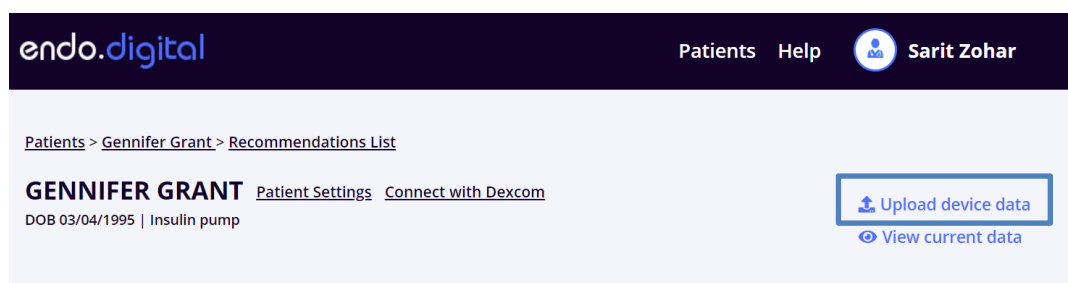 endo.digital
Patients Help Sarit Zohar
Patients > Gennifer Grant > Recommendations List
GENNIFER GRANT Patient Settings Connect with Dexcom
DOB 03/04/1995 | Insulin pump
Upload device data
View current data